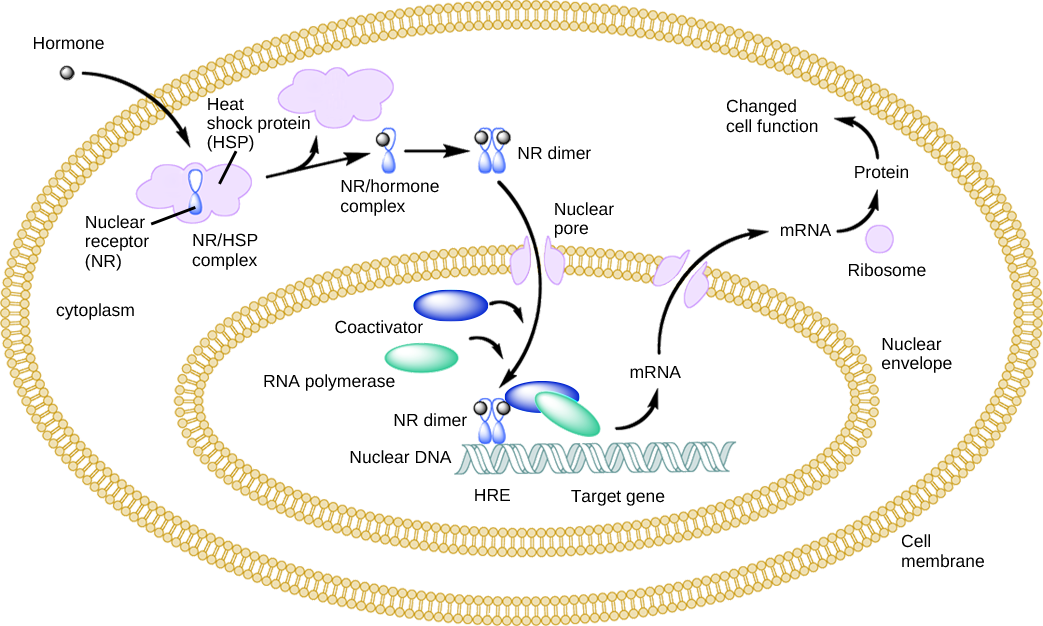 Hormone
Heat
shock protein
(HSP)
Nuclear
receptor
(NR)
NR/HSP
complex
NR/hormone
complex
NR dimer
Nuclear
pore
Changed
cell function
Protein
mRNA
Ribosome
cytoplasm
Coactivator
RNA polymerase
mRNA
Nuclear
envelope
NR dimer
Nuclear DNA
HRE
Target gene
Cell
membrane